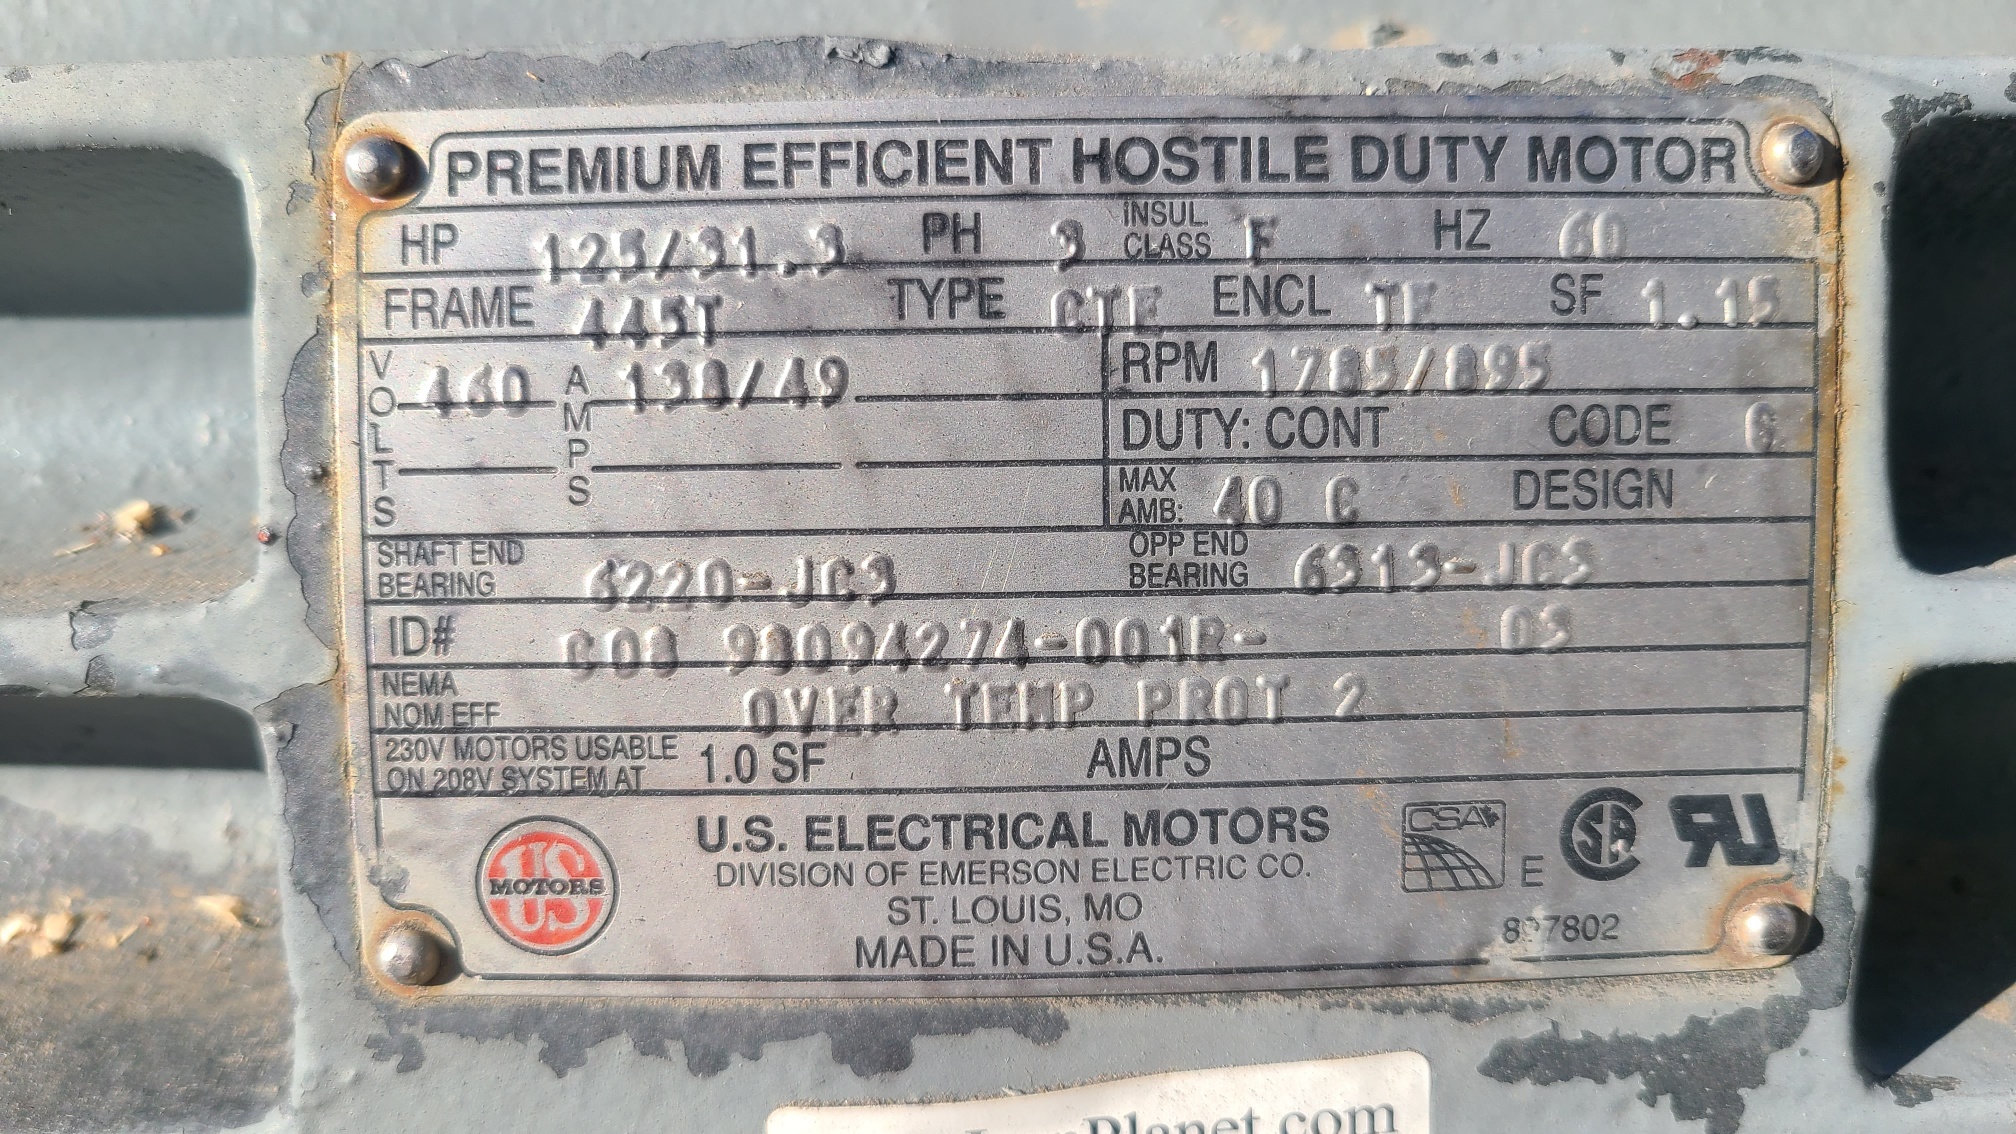 PREMIUM EFFICIENT HOSTILE DUTY MOTOR
HP 125/31.3 PH 3 INSUL. CLASS F HZ 60
FRAME 445T TYPE CTE ENCL TE SF 1.15
VOLTS 460 AMPS 138/49 RPM 1785/895
DUTY: CONT CODE G
MAX AMB: 40 C DESIGN
SHAFT END BEARING 6220-JC3 OPP END BEARING 6313-JC3
ID# C08 98094274-001R- 03
NEMA NOM EFF OVER TEMP PROT 2
230V MOTORS USABLE ON 208V SYSTEM AT 1.0 SF AMPS
US MOTORS
U.S. ELECTRICAL MOTORS
DIVISION OF EMERSON ELECTRIC CO.
ST. LOUIS, MO
MADE IN U.S.A.
CSA E SA UR